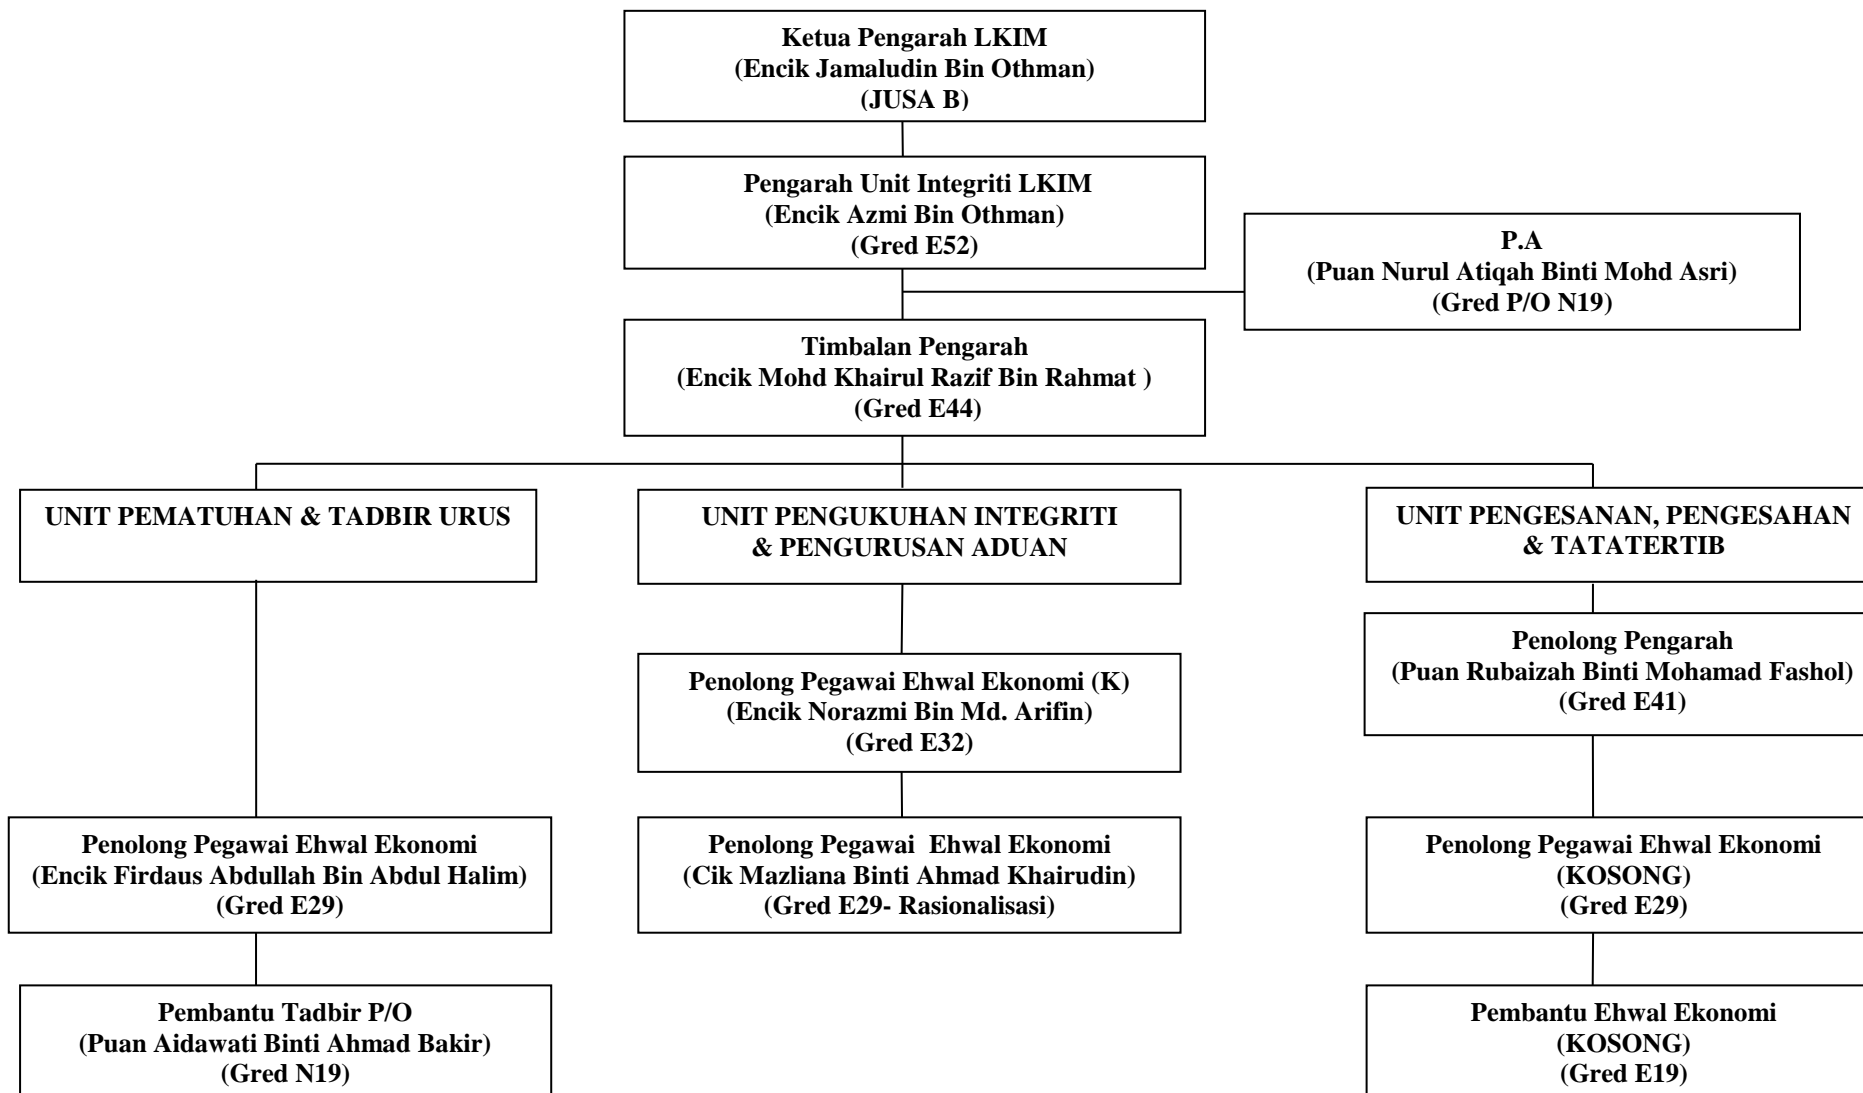 Ketua Pengarah LKIM
(Encik Jamaludin Bin Othman)
(JUSA B)
Pengarah Unit Integriti LKIM
(Encik Azmi Bin Othman)
(Gred E52)
P.A
(Puan Nurul Atiqah Binti Mohd Asri)
(Gred P/O N19)
Timbalan Pengarah
(Encik Mohd Khairul Razif Bin Rahmat )
(Gred E44)
UNIT PEMATUHAN & TADBIR URUS
UNIT PENGUKUHAN INTEGRITI
& PENGURUSAN ADUAN
UNIT PENGESANAN, PENGESAHAN
& TATATERTIB
Penolong Pengarah
(Puan Rubaizah Binti Mohamad Fashol)
(Gred E41)
Penolong Pegawai Ehwal Ekonomi (K)
(Encik Norazmi Bin Md. Arifin)
(Gred E32)
Penolong Pegawai Ehwal Ekonomi
(Encik Firdaus Abdullah Bin Abdul Halim)
(Gred E29)
Penolong Pegawai  Ehwal Ekonomi
(Cik Mazliana Binti Ahmad Khairudin)
(Gred E29- Rasionalisasi)
Penolong Pegawai Ehwal Ekonomi
(KOSONG)
(Gred E29)
Pembantu Tadbir P/O
(Puan Aidawati Binti Ahmad Bakir)
(Gred N19)
Pembantu Ehwal Ekonomi
(KOSONG)
(Gred E19)